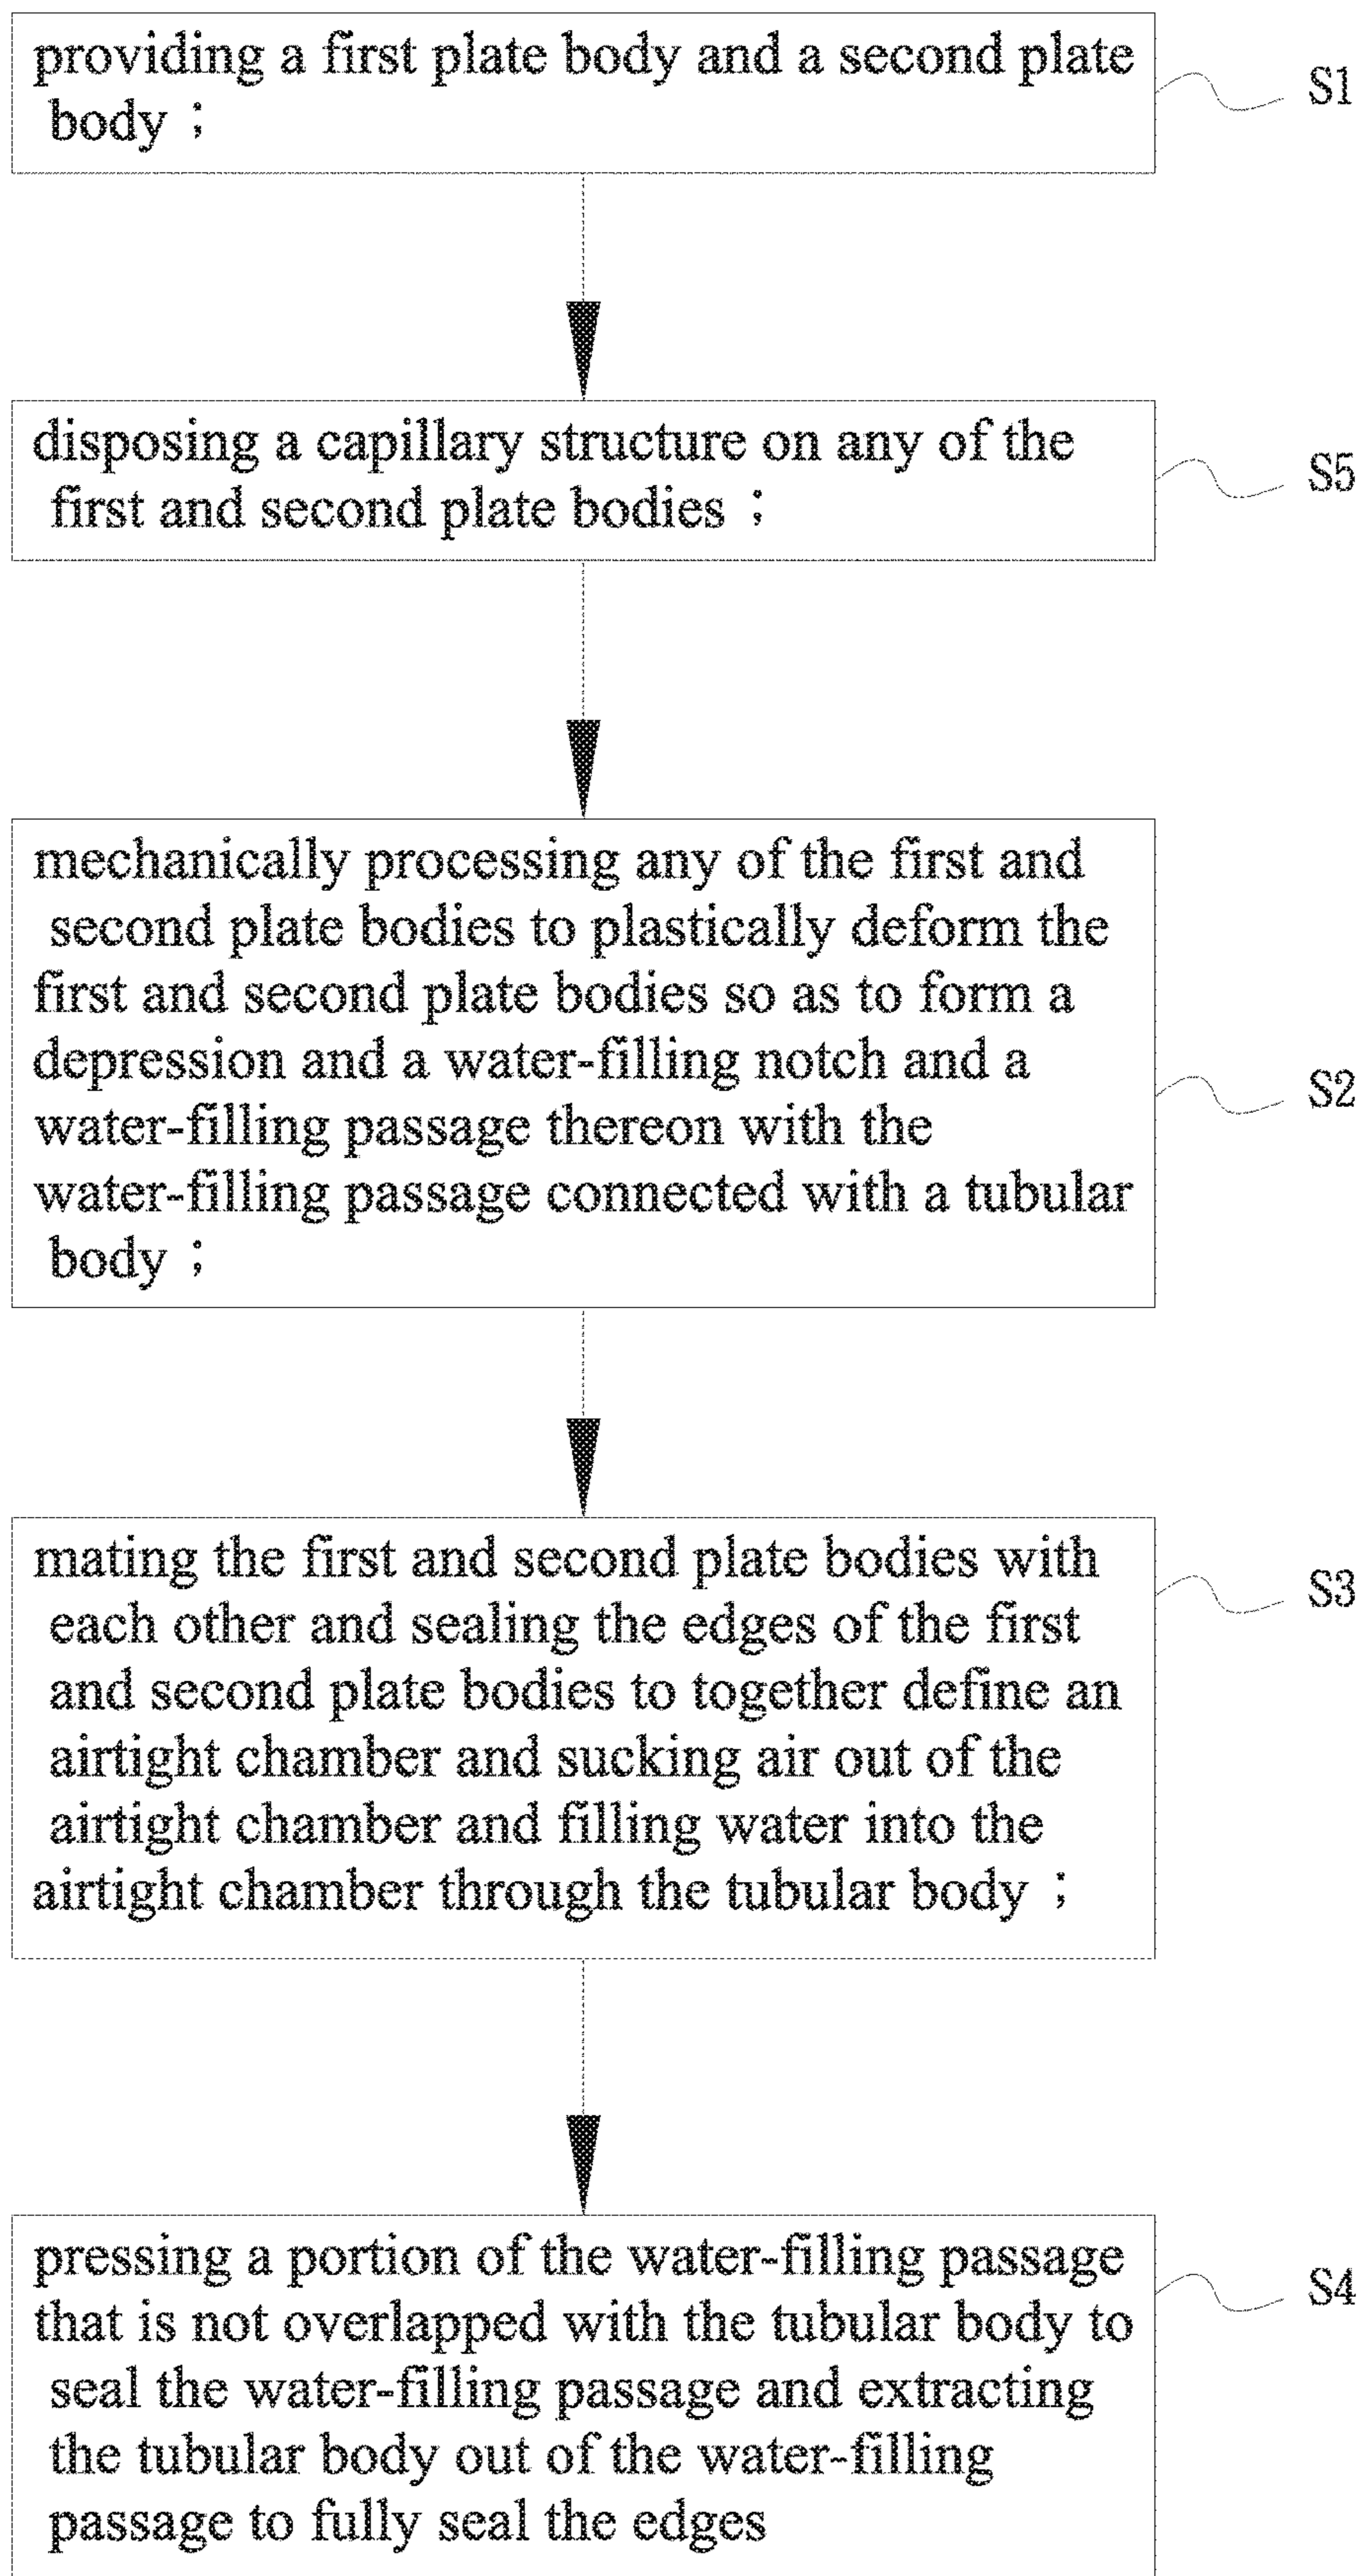 providing a first plate body and a second plate
body ;
S1
disposing a capillary structure on any of the
first and second plate bodies ;
S5
mechanically processing any of the first and
second plate bodies to plastically deform the
first and second plate bodies so as to form a
depression and a water-filling notch and a
water-filling passage thereon with the
water-filling passage connected with a tubular
body ;
S2
mating the first and second plate bodies with
each other and sealing the edges of the first
and second plate bodies to together define an
airtight chamber and sucking air out of the
airtight chamber and filling water into the
airtight chamber through the tubular body ;
S3
pressing a portion of the water-filling passage
that is not overlapped with the tubular body to
seal the water-filling passage and extracting
the tubular body out of the water-filling
passage to fully seal the edges
S4